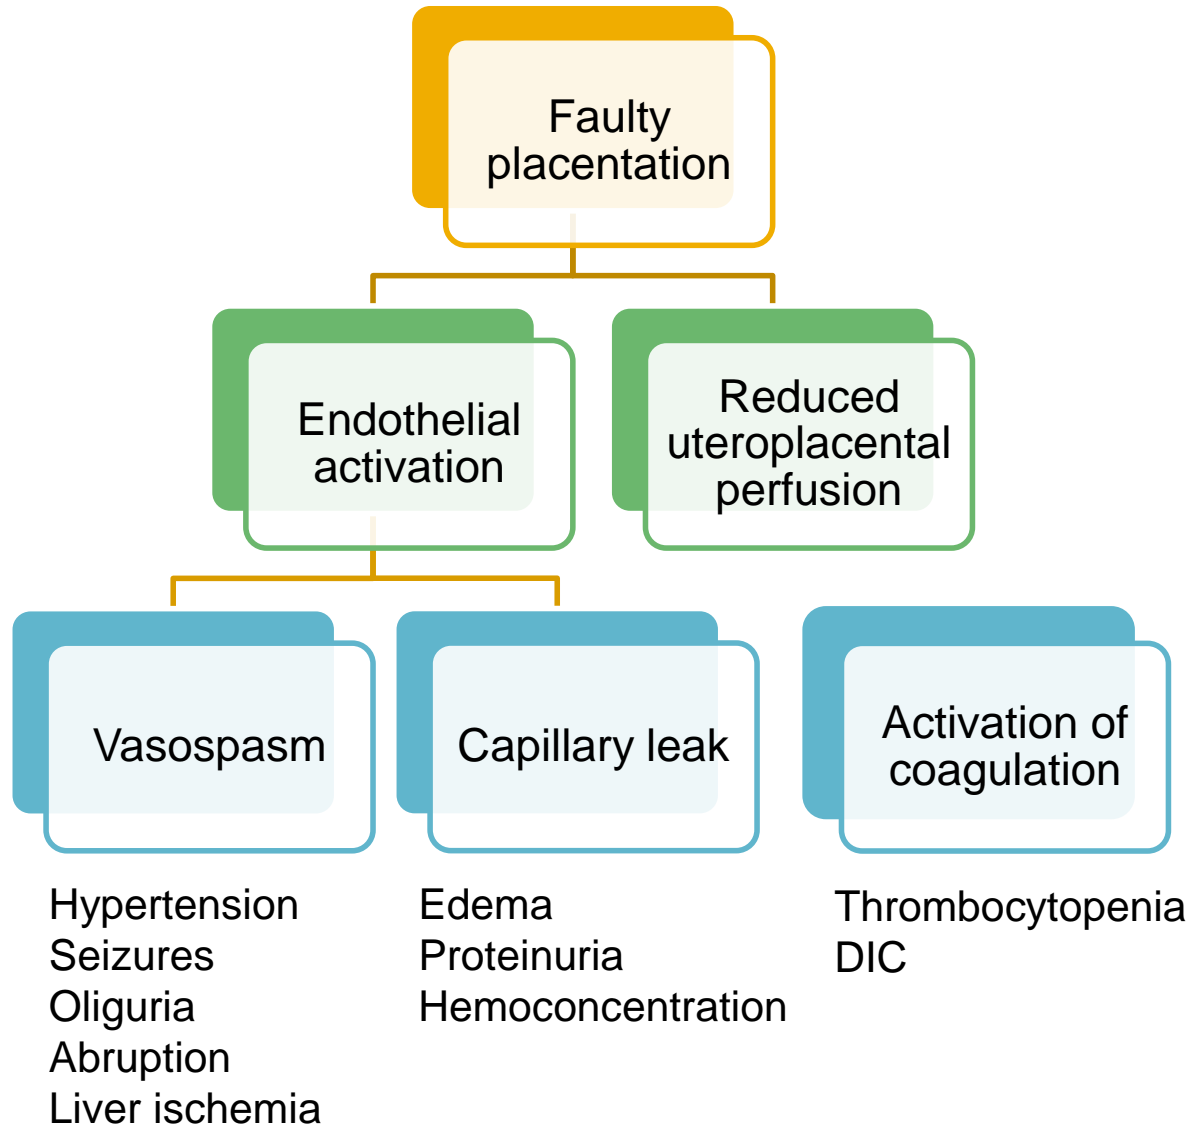 Faulty
placentation
Endothelial
activation
Reduced
uteroplacental
perfusion
Vasospasm
Capillary leak
Activation of
coagulation
Hypertension
Seizures
Oliguria
Abruption
Liver ischemia
Edema
Proteinuria
Hemoconcentration
Thrombocytopenia
DIC